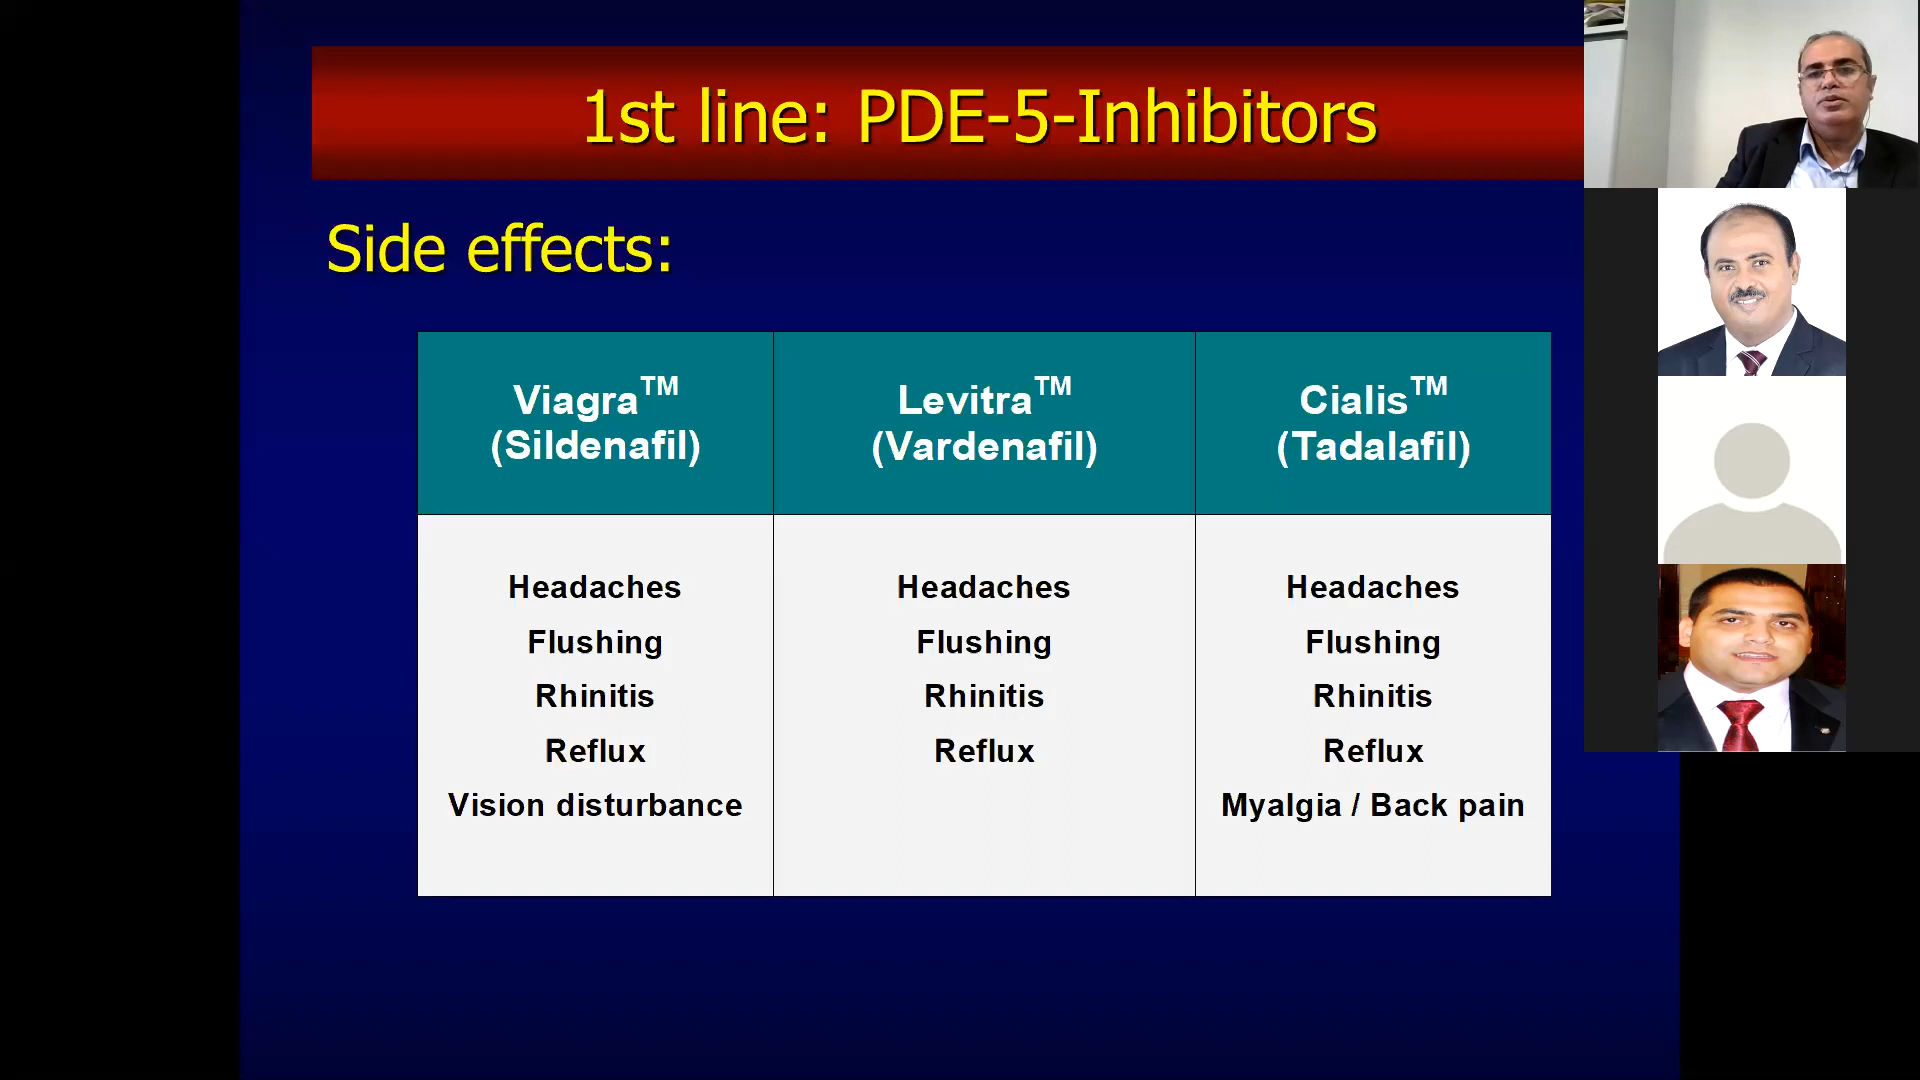 1st line: PDE-5-Inhibitors
Side effects:
Viagra™
(Sildenafil)
Levitra™
(Vardenafil)
Cialis™
(Tadalafil)
Headaches
Flushing
Rhinitis
Reflux
Vision disturbance
Headaches
Flushing
Rhinitis
Reflux
Headaches
Flushing
Rhinitis
Reflux
Myalgia / Back pain